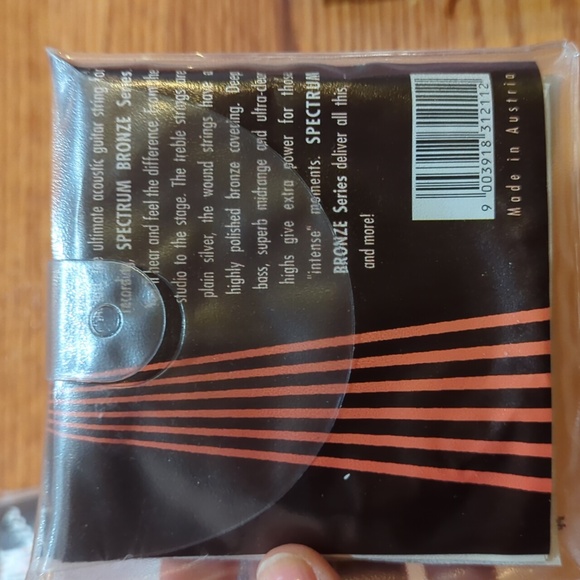 ultimate acoustic guitar string for
SPECTRUM BRONZE Series.
hear and feel the difference. From the
studio to the stage. The treble strings are
plain silver, the wound strings have a
highly polished bronze covering. Deep
bass, superb midrange and ultra-clear
highs give extra power for those
"intense" moments. SPECTRUM
BRONZE Series deliver all this,
and more!
9 003918 312112
Made in Austria